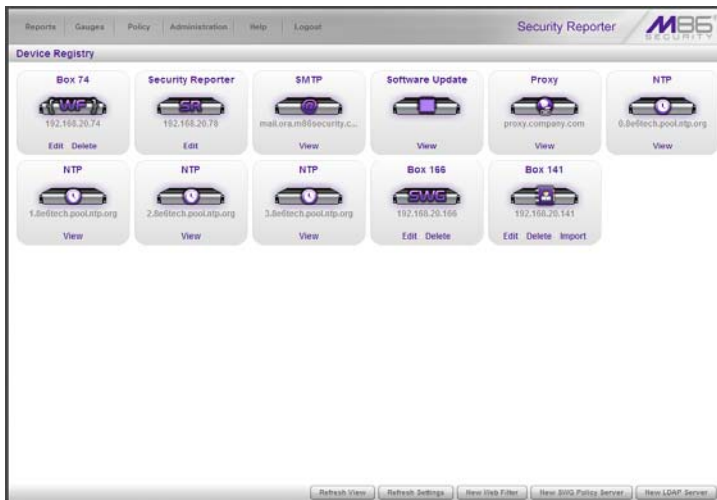 Reports Gauges Policy Administration Help Logout
Security Reporter
M86
SECURITY
Device Registry
Box 74
WF
192.168.20.74
Edit Delete
Security Reporter
SR
192.168.20.78
Edit
SMTP
@
mail.ora.m86security.c...
View
Software Update
View
Proxy
proxy.company.com
View
NTP
0.8e6tech.pool.ntp.org
View
NTP
1.8e6tech.pool.ntp.org
View
NTP
2.8e6tech.pool.ntp.org
View
NTP
3.8e6tech.pool.ntp.org
View
Box 166
SWG
192.168.20.166
Edit Delete
Box 141
192.168.20.141
Edit Delete Import
Refresh View Refresh Settings New Web Filter New SWG Policy Server New LDAP Server